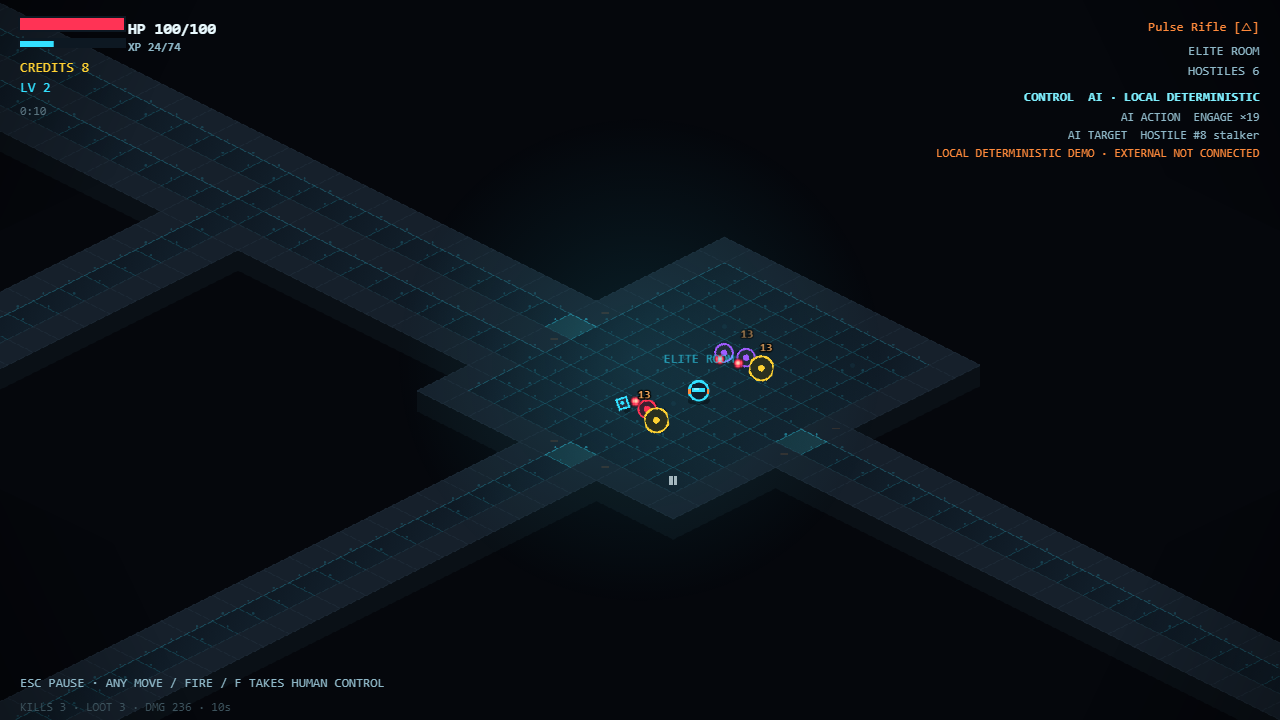 HP 100/100
XP 24/74
CREDITS 8
LV 2
0:10
Pulse Rifle [△]
ELITE ROOM
HOSTILES 6
CONTROL  AI · LOCAL DETERMINISTIC
AI ACTION  ENGAGE ×19
AI TARGET  HOSTILE #8 stalker
LOCAL DETERMINISTIC DEMO · EXTERNAL NOT CONNECTED
13
13
ELITE ROOM
13
ESC PAUSE · ANY MOVE / FIRE / F TAKES HUMAN CONTROL
KILLS 3 · LOOT 3 · DMG 236 · 10s